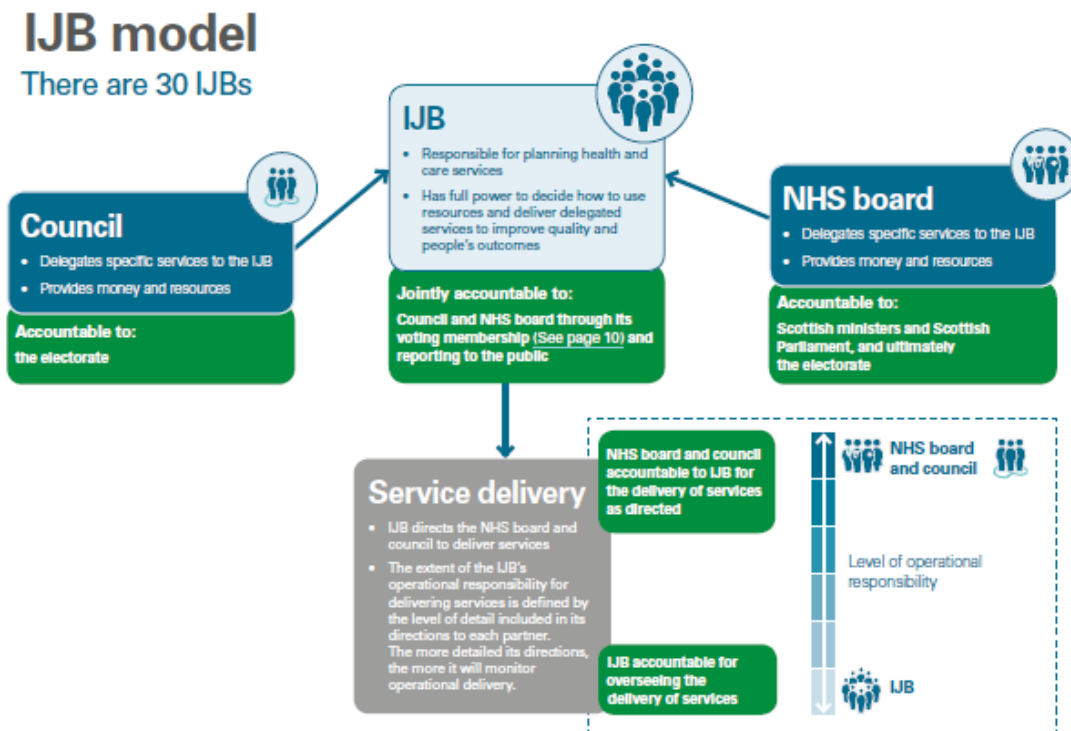 IJB model
There are 30 IJBs
IJB
• Responsible for planning health and
care services
• Has full power to decide how to use
resources and deliver delegated
services to improve quality and
people's outcomes
Jointly accountable to:
Council and NHS board through its
voting membership (See page 10) and
reporting to the public
Council
• Delegates specific services to the IJB
• Provides money and resources
Accountable to:
the electorate
NHS board
• Delegates specific services to the IJB
• Provides money and resources
Accountable to:
Scottish ministers and Scottish
Parliament, and ultimately
the electorate
Service delivery
• IJB directs the NHS board and
council to deliver services
• The extent of the IJB's
operational responsibility for
delivering services is defined by
the level of detail included in its
directions to each partner.
The more detailed its directions,
the more it will monitor
operational delivery.
NHS board and council
accountable to IJB for
the delivery of services
as directed
IJB accountable for
overseeing the
delivery of services
NHS board
and council
Level of operational
responsibility
IJB